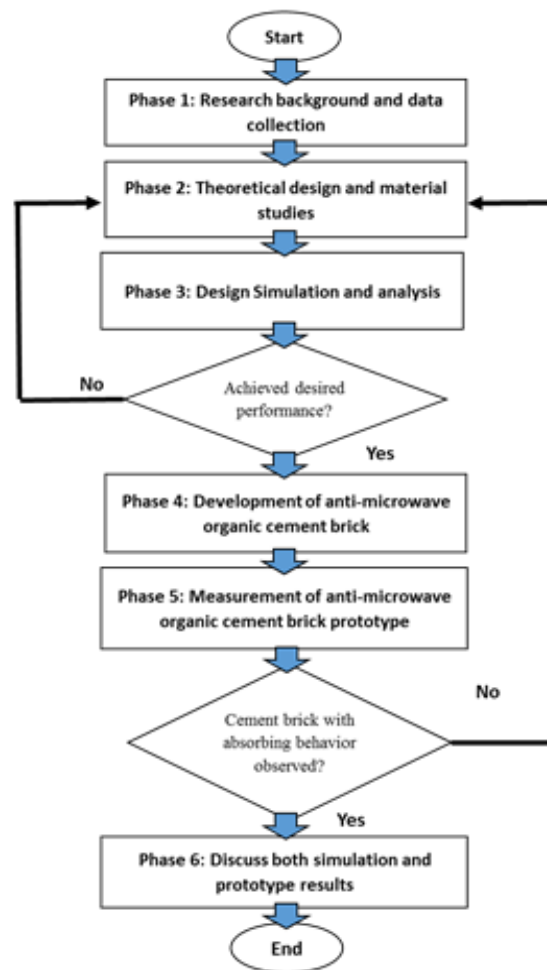 Start
Phase 1: Research background and data
collection
Phase 2: Theoretical design and material
studies
Phase 3: Design Simulation and analysis
No
Achieved desired
performance?
Yes
Phase 4: Development of anti-microwave
organic cement brick
Phase 5: Measurement of anti-microwave
organic cement brick prototype
No
Cement brick with
absorbing behavior
observed?
Yes
Phase 6: Discuss both simulation and
prototype results
End